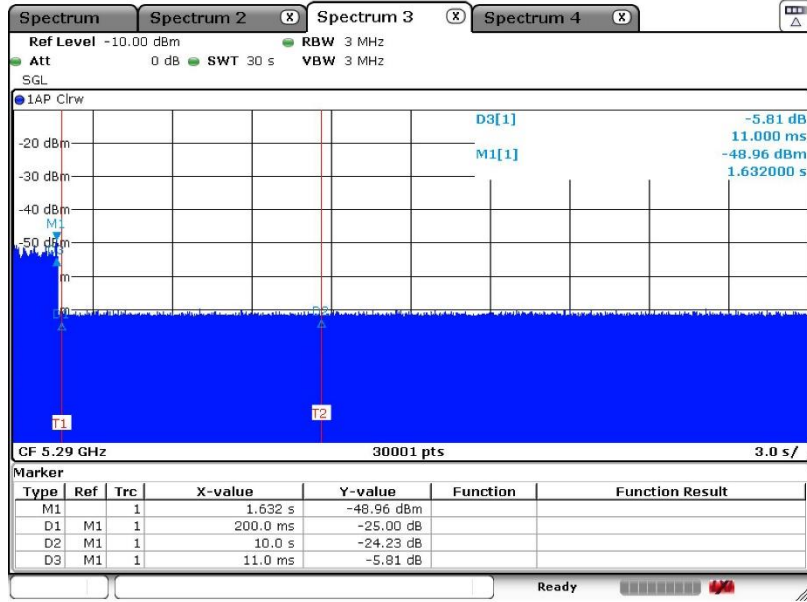 Spectrum Spectrum 2 X Spectrum 3 X Spectrum 4 X
Ref Level -10.00 dBm RBW 3 MHz
Att 0 dB SWT 30 s VBW 3 MHz
SGL
1AP Clrw
D3[1] -5.81 dB
11.000 ms
M1[1] -48.96 dBm
1.632000 s
-20 dBm
-30 dBm
-40 dBm
M1
-50 dBm
D3
m
D1 D2
T1 T2
CF 5.29 GHz 30001 pts 3.0 s/
Marker
Type Ref Trc X-value Y-value Function Function Result
M1 1 1.632 s -48.96 dBm
D1 M1 1 200.0 ms -25.00 dB
D2 M1 1 10.0 s -24.23 dB
D3 M1 1 11.0 ms -5.81 dB
Ready